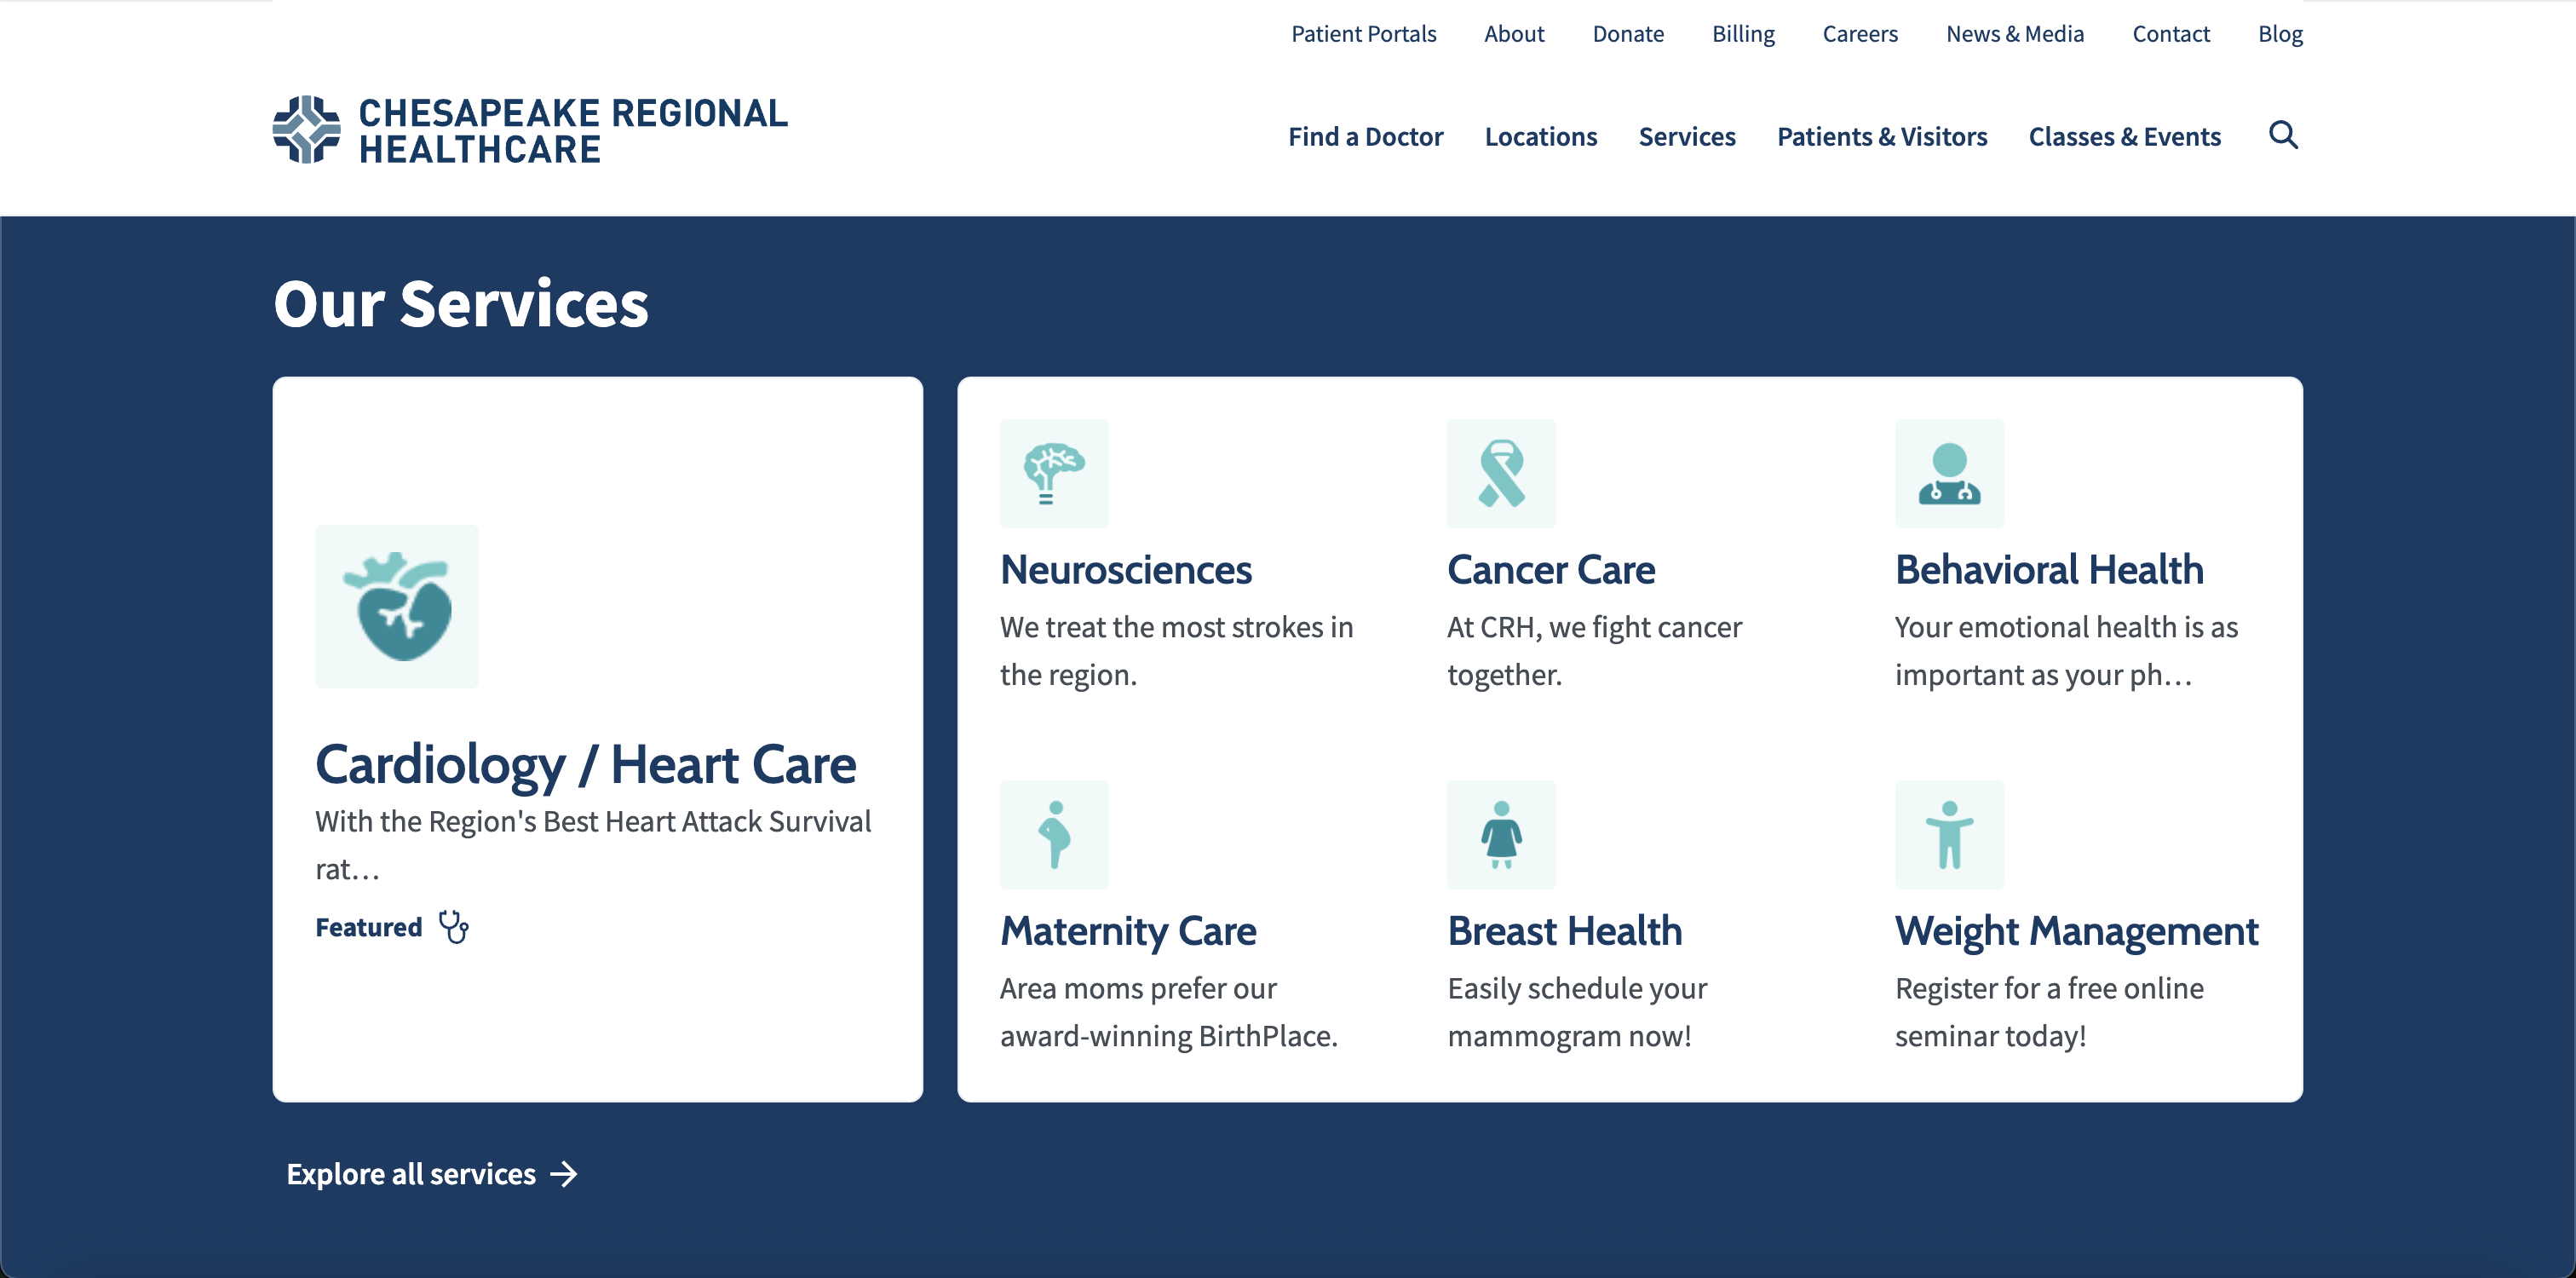 Patient Portals About Donate Billing Careers News & Media Contact Blog
CHESAPEAKE REGIONAL
HEALTHCARE
Find a Doctor Locations Services Patients & Visitors Classes & Events
Our Services
Cardiology / Heart Care
With the Region's Best Heart Attack Survival
rat…
Featured
Neurosciences
We treat the most strokes in
the region.
Cancer Care
At CRH, we fight cancer
together.
Behavioral Health
Your emotional health is as
important as your ph…
Maternity Care
Area moms prefer our
award-winning BirthPlace.
Breast Health
Easily schedule your
mammogram now!
Weight Management
Register for a free online
seminar today!
Explore all services